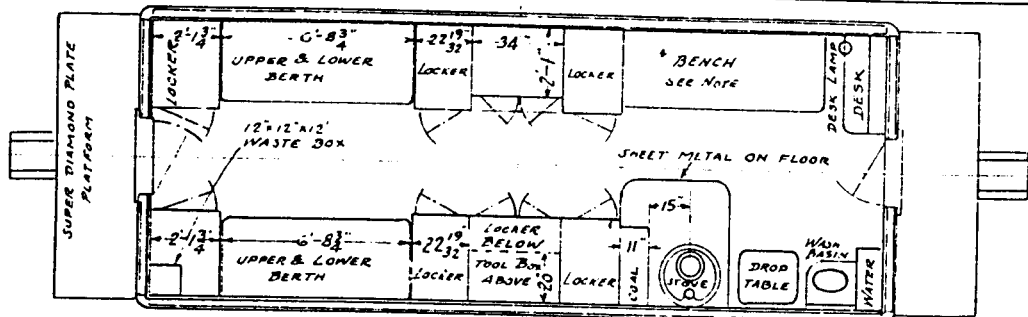 SUPER DIAMOND PLATE
PLATFORM
2'-1 3/4"
6'-8 3/4"
22 19/32"
34"
2'-1"
LOCKER
UPPER & LOWER
BERTH
LOCKER
LOCKER
* BENCH
SEE NOTE
DESK LAMP
DESK
12"×12"×12'
WASTE BOX
SHEET METAL ON FLOOR
15"
2'-1 3/4"
6'-8 3/4"
22 19/32"
LOCKER
BELOW
TOOL BOX
ABOVE
20"
11"
UPPER & LOWER
BERTH
LOCKER
LOCKER
COAL
STOVE
DROP
TABLE
WASH
BASIN
WATER